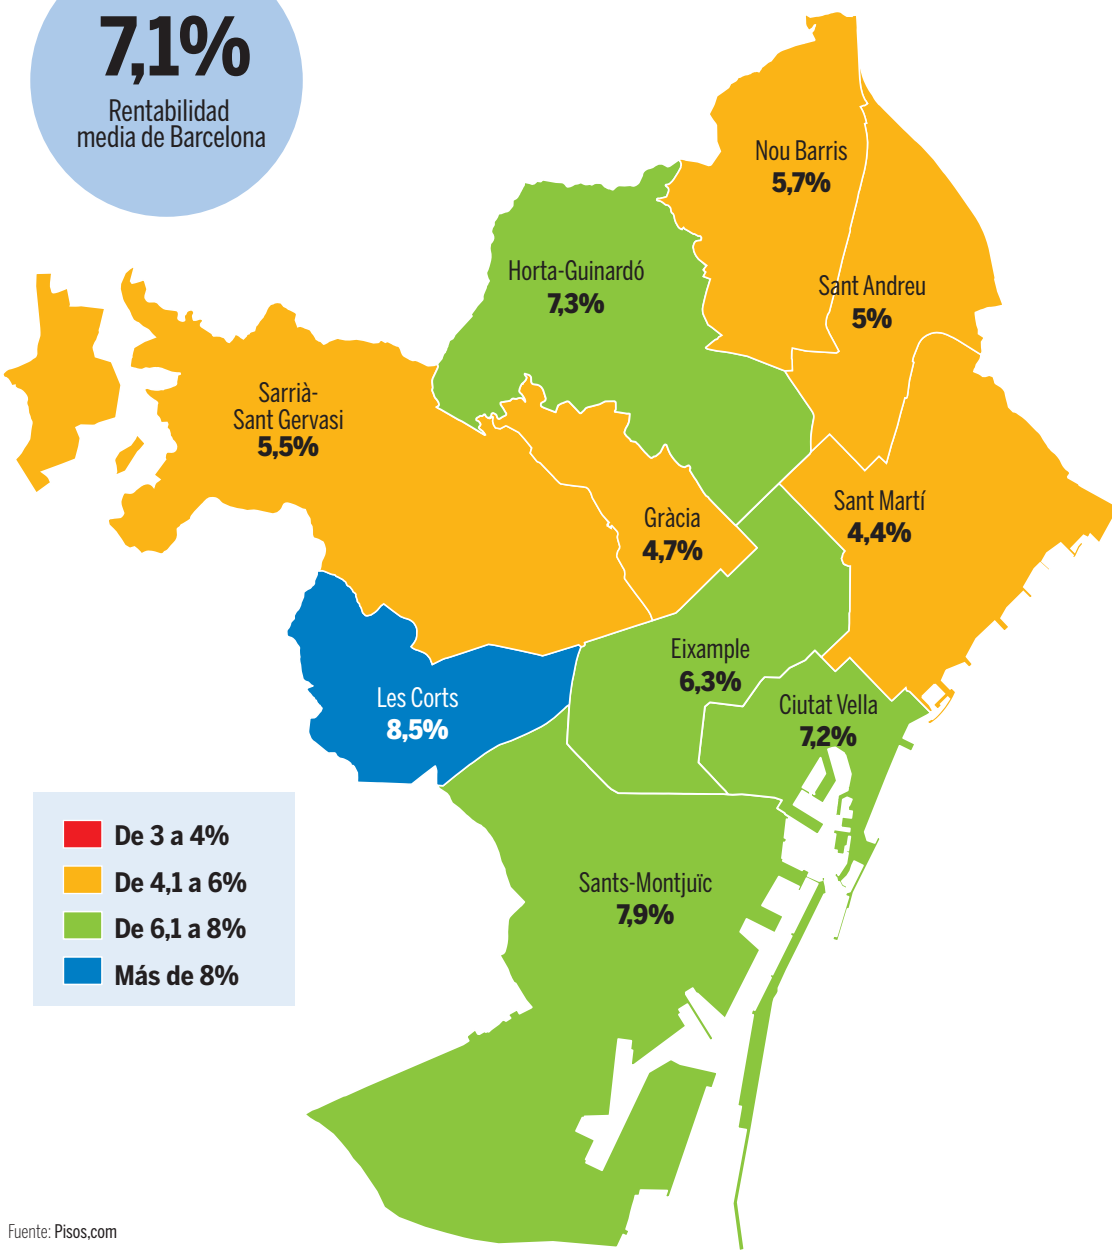 7,1%
Rentabilidad
media de Barcelona
Nou Barris
5,7%
Horta-Guinardó
7,3%
Sant Andreu
5%
Sarrià-
Sant Gervasi
5,5%
Sant Martí
4,4%
Gràcia
4,7%
Eixample
6,3%
Les Corts
8,5%
Ciutat Vella
7,2%
Sants-Montjuïc
7,9%
De 3 a 4%
De 4,1 a 6%
De 6,1 a 8%
Más de 8%
Fuente: Pisos,com